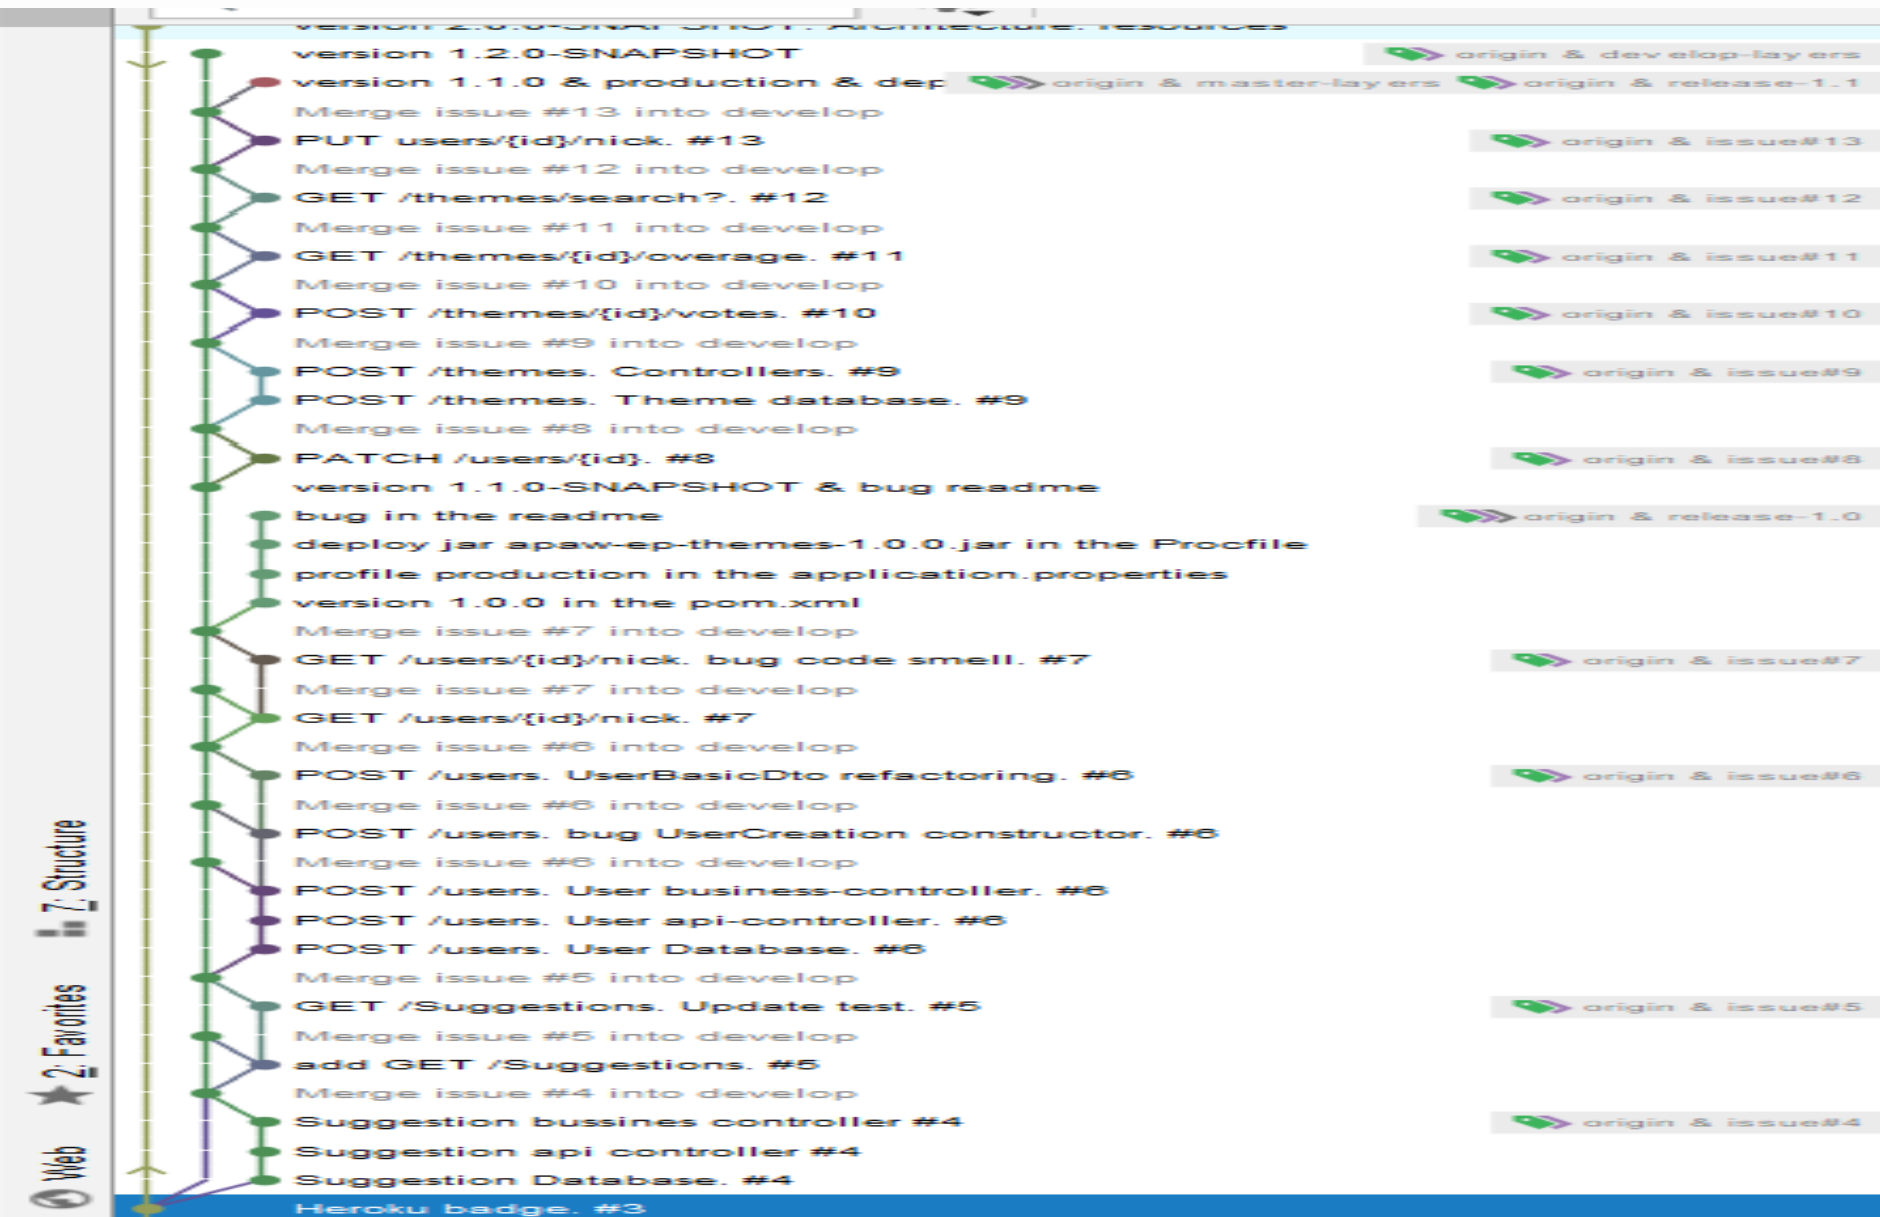 version 2.0.0-SNAPSHOT. Architecture. resources
version 1.2.0-SNAPSHOT origin & develop-layers
version 1.1.0 & production & dep origin & master-layers origin & release-1.1
Merge issue #13 into develop
PUT users/{id}/nick. #13 origin & issue#13
Merge issue #12 into develop
GET /themes/search?. #12 origin & issue#12
Merge issue #11 into develop
GET /themes/{id}/overage. #11 origin & issue#11
Merge issue #10 into develop
POST /themes/{id}/votes. #10 origin & issue#10
Merge issue #9 into develop
POST /themes. Controllers. #9 origin & issue#9
POST /themes. Theme database. #9
Merge issue #8 into develop
PATCH /users/{id}. #8 origin & issue#8
version 1.1.0-SNAPSHOT & bug readme
bug in the readme origin & release-1.0
deploy jar apaw-ep-themes-1.0.0.jar in the Procfile
profile production in the application.properties
version 1.0.0 in the pom.xml
Merge issue #7 into develop
GET /users/{id}/nick. bug code smell. #7 origin & issue#7
Merge issue #7 into develop
GET /users/{id}/nick. #7
Merge issue #6 into develop
POST /users. UserBasicDto refactoring. #6 origin & issue#6
Merge issue #6 into develop
POST /users. bug UserCreation constructor. #6
Merge issue #6 into develop
POST /users. User business-controller. #6
POST /users. User api-controller. #6
POST /users. User Database. #6
Merge issue #5 into develop
GET /Suggestions. Update test. #5 origin & issue#5
Merge issue #5 into develop
add GET /Suggestions. #5
Merge issue #4 into develop
Suggestion bussines controller #4 origin & issue#4
Suggestion api controller #4
Suggestion Database. #4
Heroku badge. #3
7: Structure
2: Favorites
Web